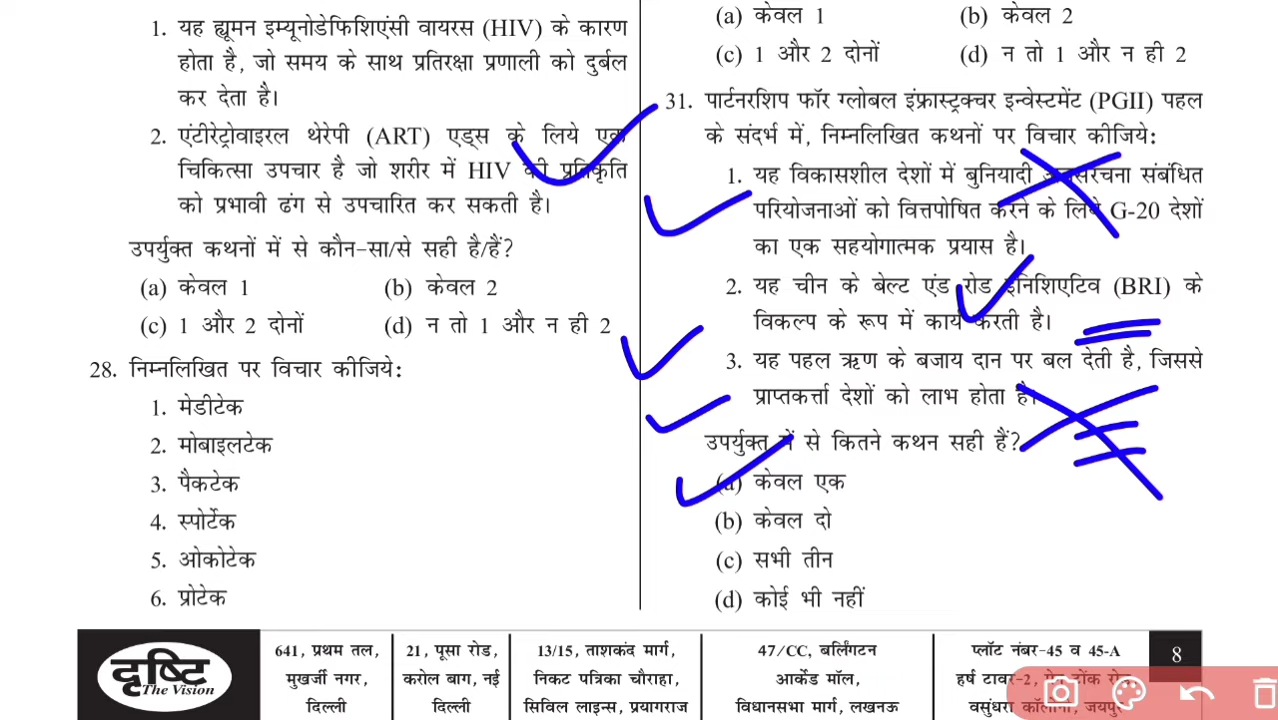 1. यह ह्यूमन इम्यूनोडेफिशिएंसी वायरस (HIV) के कारण
होता है, जो समय के साथ प्रतिरक्षा प्रणाली को दुर्बल
कर देता है।
2. एंटीरेट्रोवाइरल थेरेपी (ART) एड्स के लिये एक
चिकित्सा उपचार है जो शरीर में HIV की प्रतिकृति
को प्रभावी ढंग से उपचारित कर सकती है।
उपर्युक्त कथनों में से कौन-सा/से सही है/हैं?
(a) केवल 1 (b) केवल 2
(c) 1 और 2 दोनों (d) न तो 1 और न ही 2
28. निम्नलिखित पर विचार कीजिये:
1. मेडीटेक
2. मोबाइलटेक
3. पैकटेक
4. स्पोर्टेक
5. ओकोटेक
6. प्रोटेक
(a) केवल 1 (b) केवल 2
(c) 1 और 2 दोनों (d) न तो 1 और न ही 2
31. पार्टनरशिप फॉर ग्लोबल इंफ्रास्ट्रक्चर इन्वेस्टमेंट (PGII) पहल
के संदर्भ में, निम्नलिखित कथनों पर विचार कीजिये:
1. यह विकासशील देशों में बुनियादी अवसंरचना संबंधित
परियोजनाओं को वित्तपोषित करने के लिये G-20 देशों
का एक सहयोगात्मक प्रयास है।
2. यह चीन के बेल्ट एंड रोड इनिशिएटिव (BRI) के
विकल्प के रूप में कार्य करती है।
3. यह पहल ऋण के बजाय दान पर बल देती है, जिससे
प्राप्तकर्त्ता देशों को लाभ होता है।
उपर्युक्त में से कितने कथन सही हैं?
(a) केवल एक
(b) केवल दो
(c) सभी तीन
(d) कोई भी नहीं
दृष्टि
The Vision
641, प्रथम तल,
मुखर्जी नगर,
दिल्ली
21, पूसा रोड,
करोल बाग, नई
दिल्ली
13/15, ताशकंद मार्ग,
निकट पत्रिका चौराहा,
सिविल लाइन्स, प्रयागराज
47/CC, बर्लिंगटन
आर्केड मॉल,
विधानसभा मार्ग, लखनऊ
प्लॉट नंबर-45 व 45-A
हर्ष टावर-2, मेन टोंक रोड,
वसुंधरा कॉलोनी, जयपुर
8